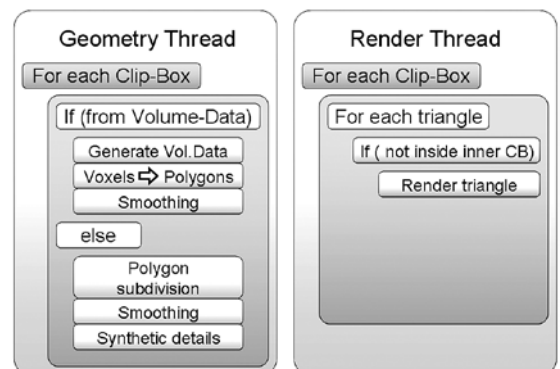 Geometry Thread
For each Clip-Box
If (from Volume-Data)
Generate Vol.Data
Voxels ⇨ Polygons
Smoothing
else
Polygon
subdivision
Smoothing
Synthetic details
Render Thread
For each Clip-Box
For each triangle
If ( not inside inner CB)
Render triangle